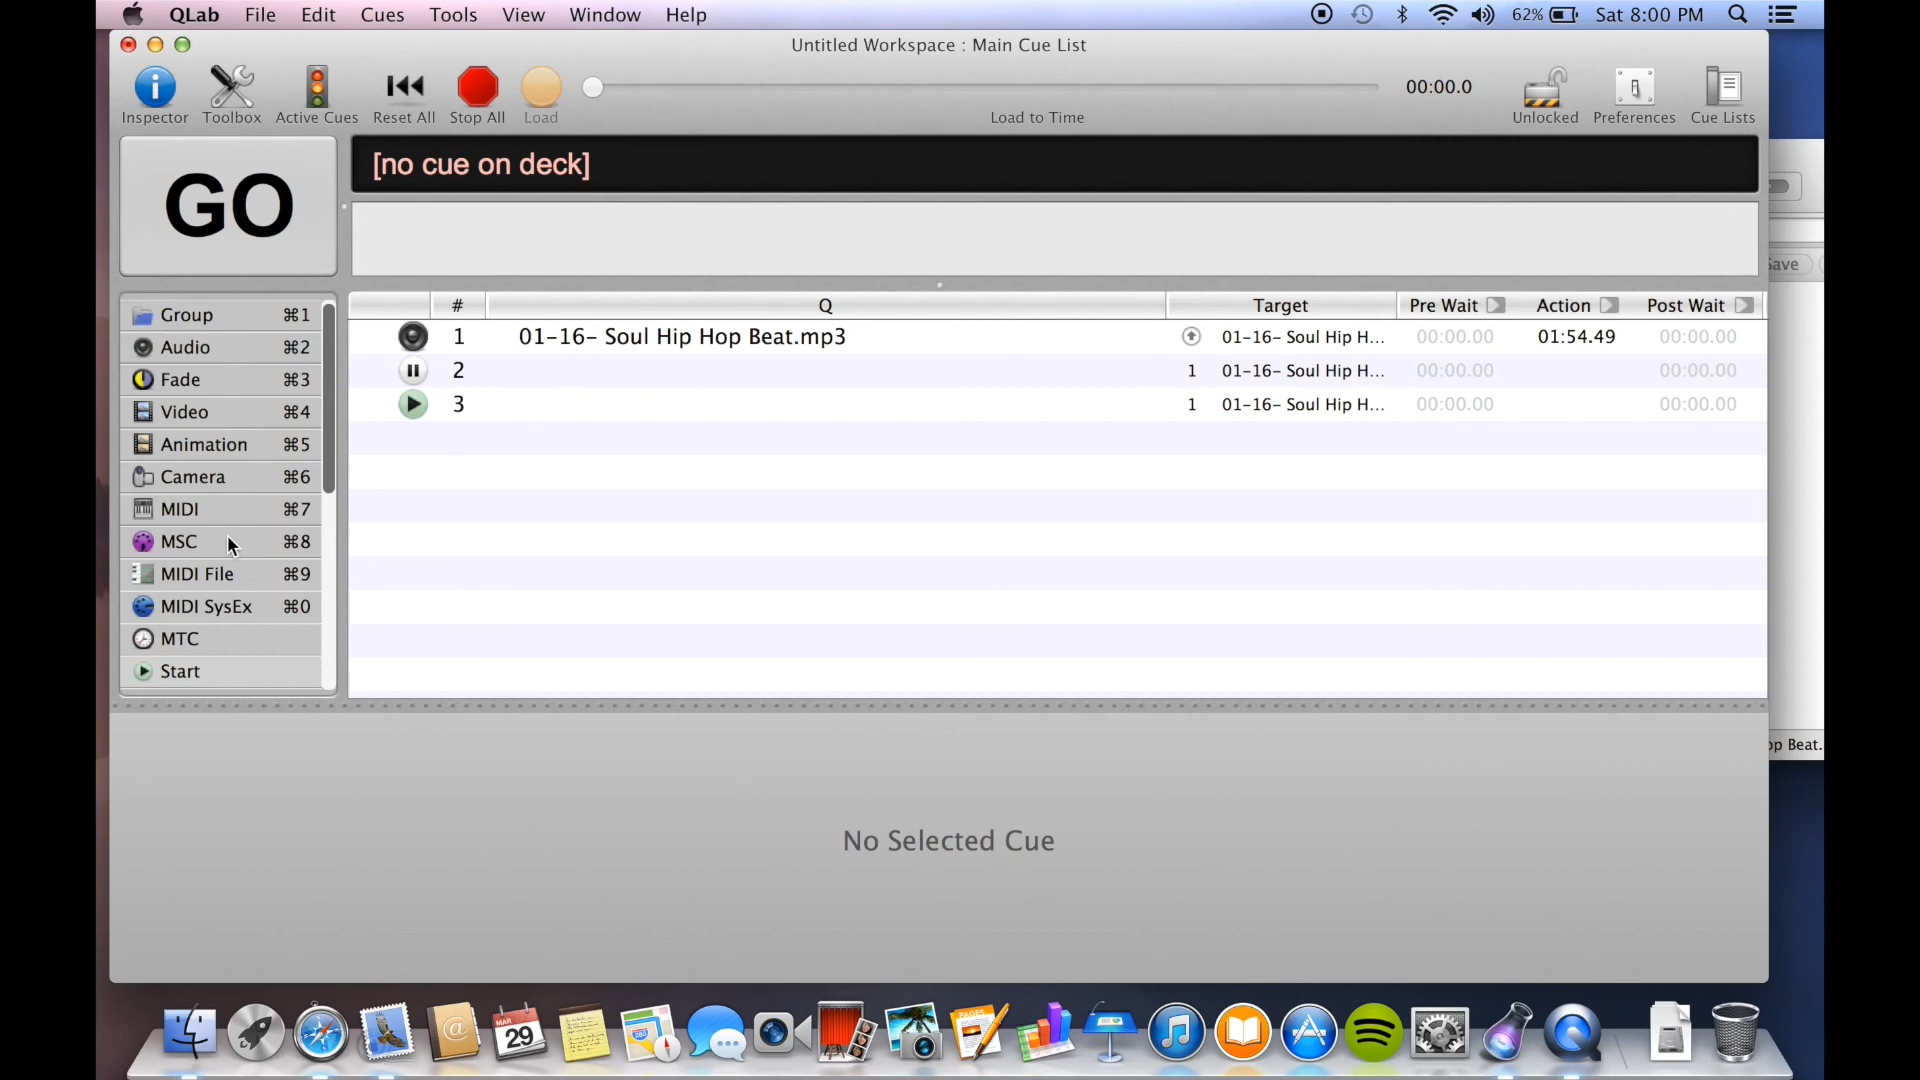 QLab File Edit Cues Tools View Window Help 62% Sat 8:00 PM
Untitled Workspace : Main Cue List
00:00.0
Inspector Toolbox Active Cues Reset All Stop All Load Load to Time Unlocked Preferences Cue Lists
GO
[no cue on deck]
Save
# Q Target Pre Wait Action Post Wait
1 01-16- Soul Hip Hop Beat.mp3 01-16- Soul Hip H... 00:00.00 01:54.49 00:00.00
2 1 01-16- Soul Hip H... 00:00.00 00:00.00
3 1 01-16- Soul Hip H... 00:00.00 00:00.00
Group ⌘1
Audio ⌘2
Fade ⌘3
Video ⌘4
Animation ⌘5
Camera ⌘6
MIDI ⌘7
MSC ⌘8
MIDI File ⌘9
MIDI SysEx ⌘0
MTC
Start
op Beat.
No Selected Cue
MAR
29
PAGES